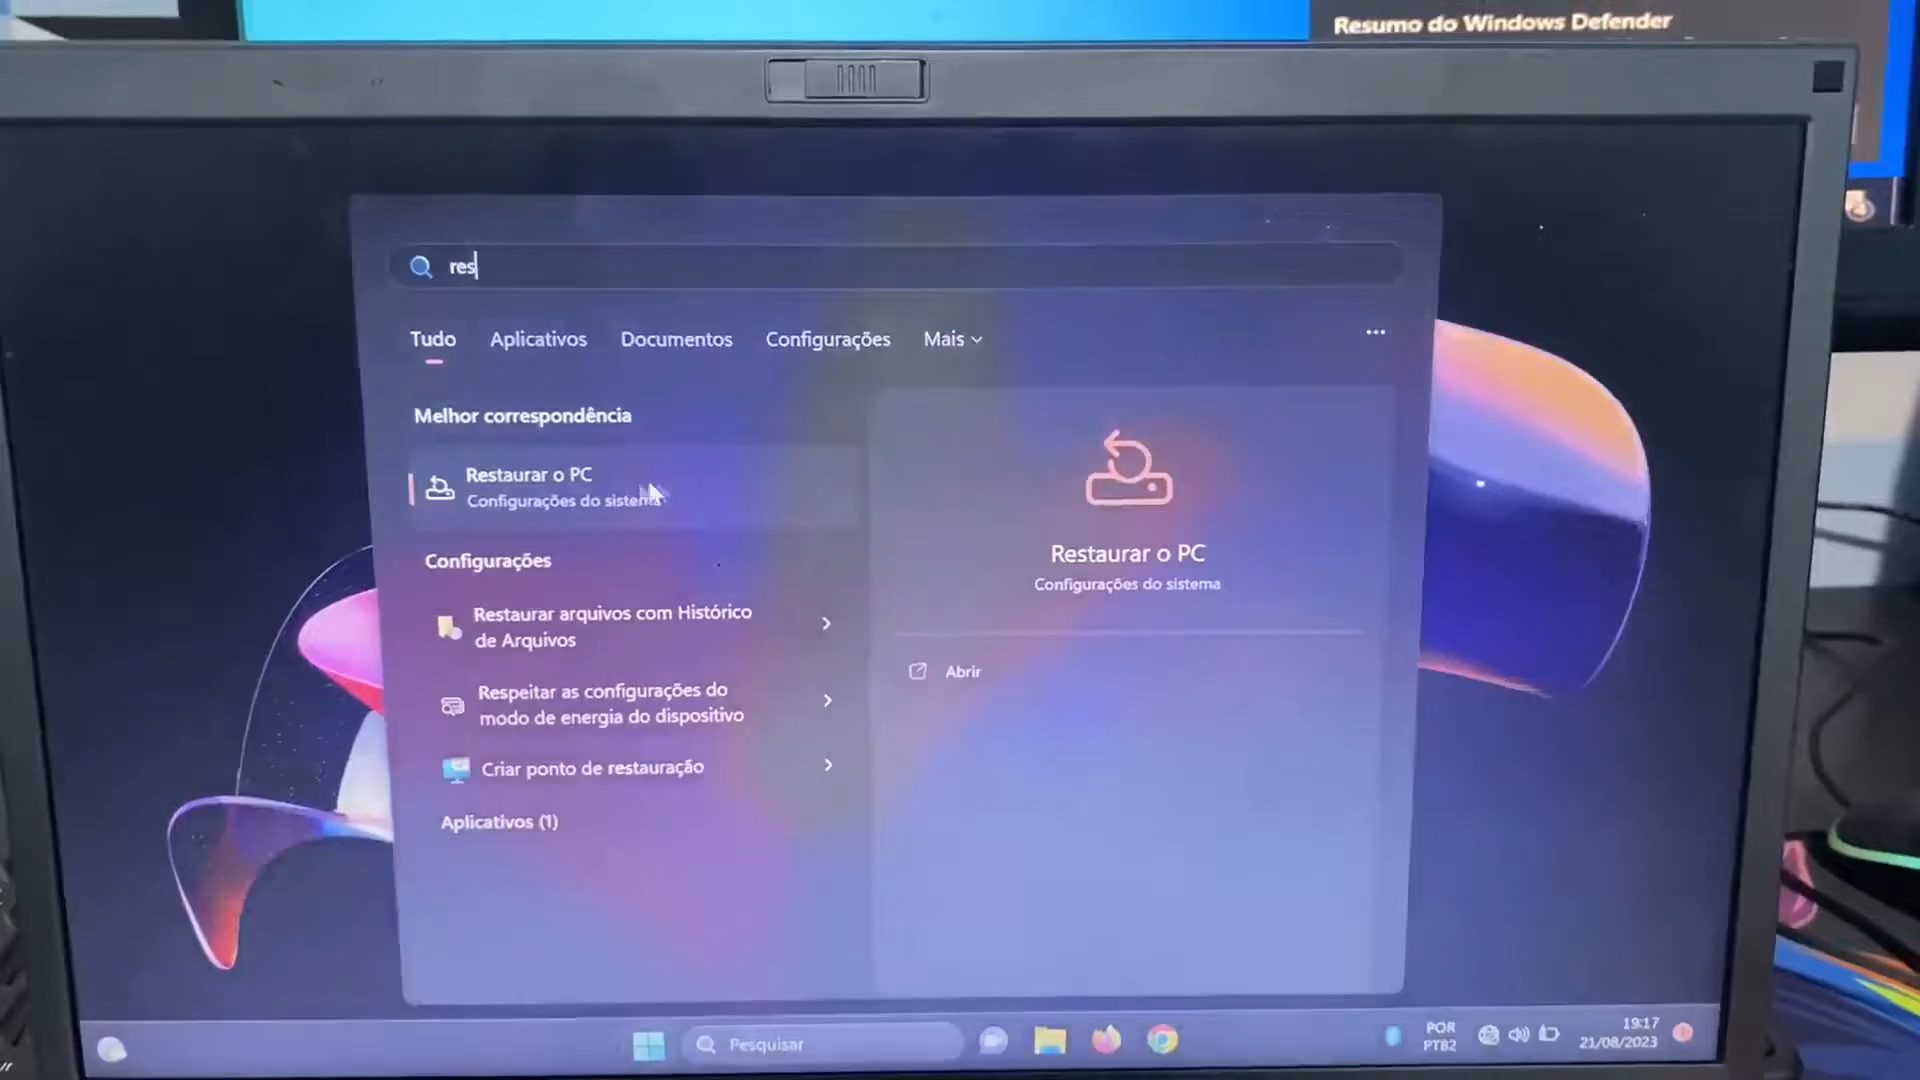 Resumo do Windows Defender
res
Tudo Aplicativos Documentos Configurações Mais
Melhor correspondência
Restaurar o PC
Configurações do sistema
Configurações
Restaurar arquivos com Histórico
de Arquivos
Respeitar as configurações do
modo de energia do dispositivo
Criar ponto de restauração
Aplicativos (1)
Restaurar o PC
Configurações do sistema
Abrir
Pesquisar
POR
PTB2
19:17
21/08/2023